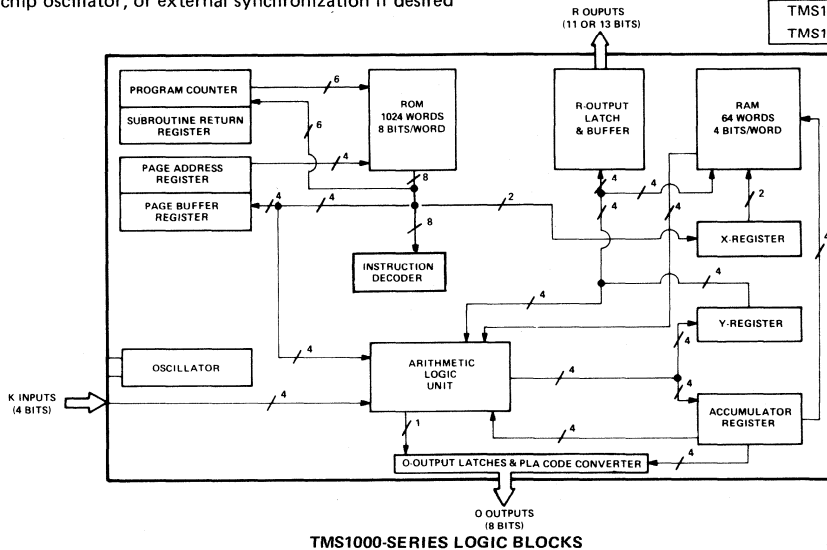 chip oscillator, or external synchronization if desired
R OUPUTS
(11 OR 13 BITS)
TMS1
TMS1
PROGRAM COUNTER
SUBROUTINE RETURN
REGISTER
6
6
ROM
1024 WORDS
8 BITS/WORD
R-OUTPUT
LATCH
& BUFFER
RAM
64 WORDS
4 BITS/WORD
PAGE ADDRESS
REGISTER
PAGE BUFFER
REGISTER
4
8
4
4
2
4
4
4
4
2
8
X-REGISTER
4
INSTRUCTION
DECODER
4
4
Y-REGISTER
4
OSCILLATOR
4
ARITHMETIC
LOGIC
UNIT
4
4
K INPUTS
(4 BITS)
4
ACCUMULATOR
REGISTER
1
4
4
O-OUTPUT LATCHES & PLA CODE CONVERTER
O OUTPUTS
(8 BITS)
TMS1000-SERIES LOGIC BLOCKS